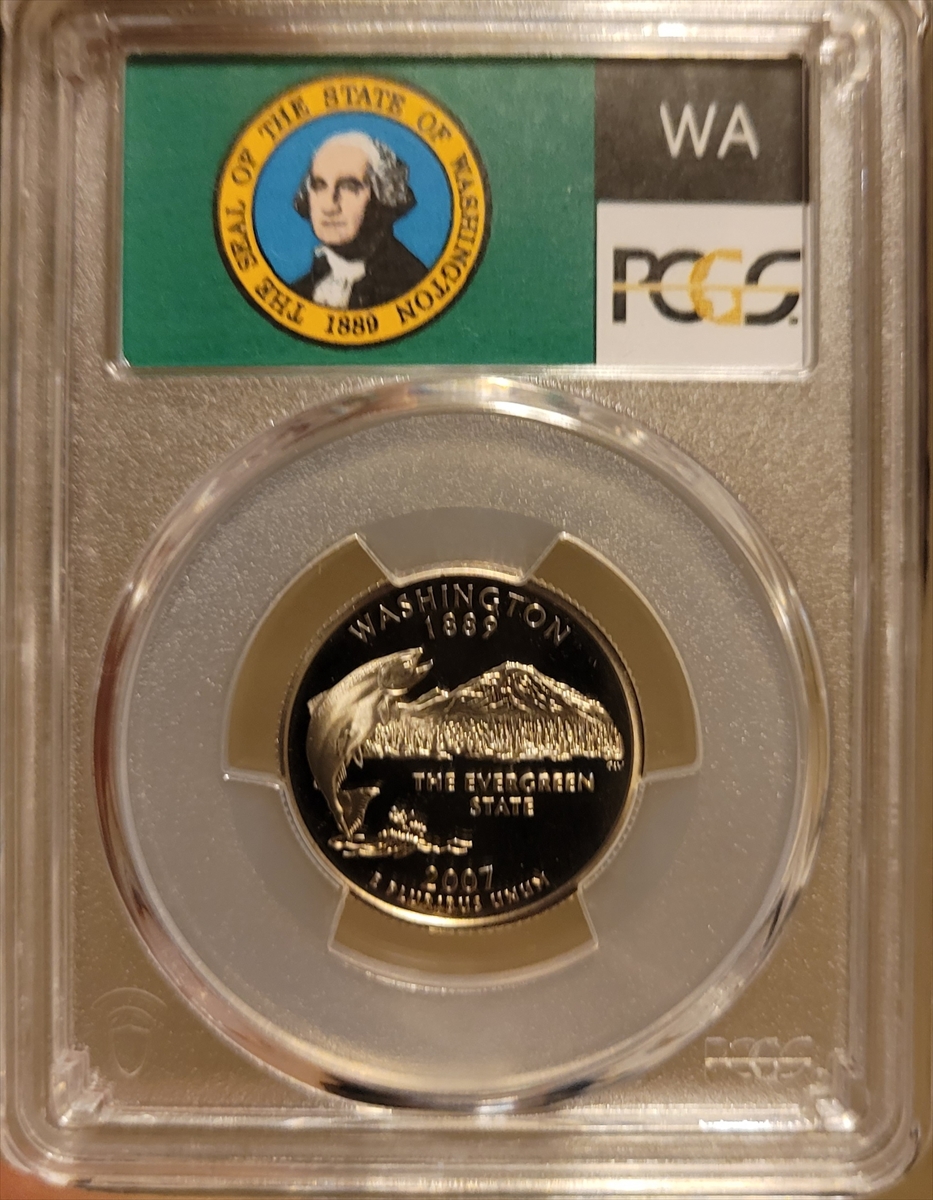 THE SEAL OF THE STATE OF WASHINGTON
1889
WA
PCGS
WASHINGTON
1889
THE EVERGREEN
STATE
2007
E PLURIBUS UNUM
PCGS